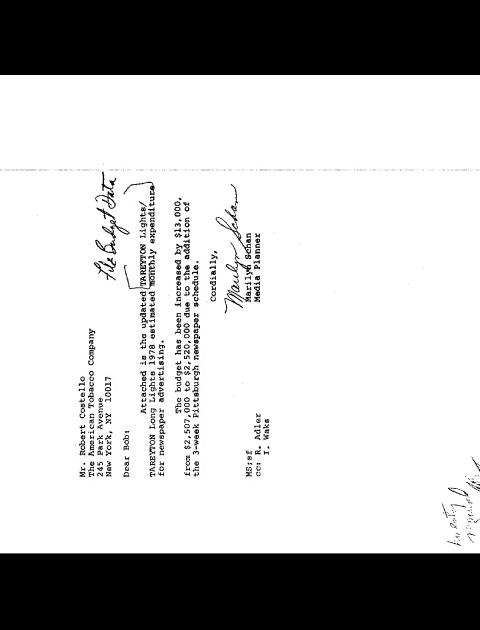 Mr. Robert Costello
The American Tobacco Company
245 Park Avenue
New York, NY 10017
File Budget Data
Dear Bob:
Attached is the updated TAREYTON Lights/
TAREYTON Long Lights 1978 estimated monthly expenditure
for newspaper advertising.
The budget has been increased by $13,000,
from $2,507,000 to $2,520,000 due to the addition of
the 3-week Pittsburgh newspaper schedule.
Cordially,
Marilyn Schan
Marilyn Schan
Media Planner
MS:sf
cc: R. Adler
I. Waks